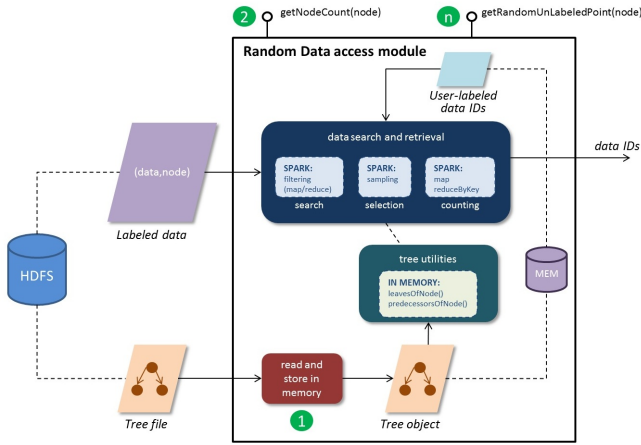 2 getNodeCount(node)
n getRandomUnLabeledPoint(node)
Random Data access module
User-labeled
data IDs
data search and retrieval
data IDs
(data,node)
SPARK:
filtering
(map/reduce)
search
SPARK:
sampling
selection
SPARK:
map
reduceByKey
counting
Labeled data
HDFS
tree utilities
IN MEMORY:
leavesOfNode()
predecessorsOfNode()
MEM
read and
store in
memory
1
Tree file
Tree object